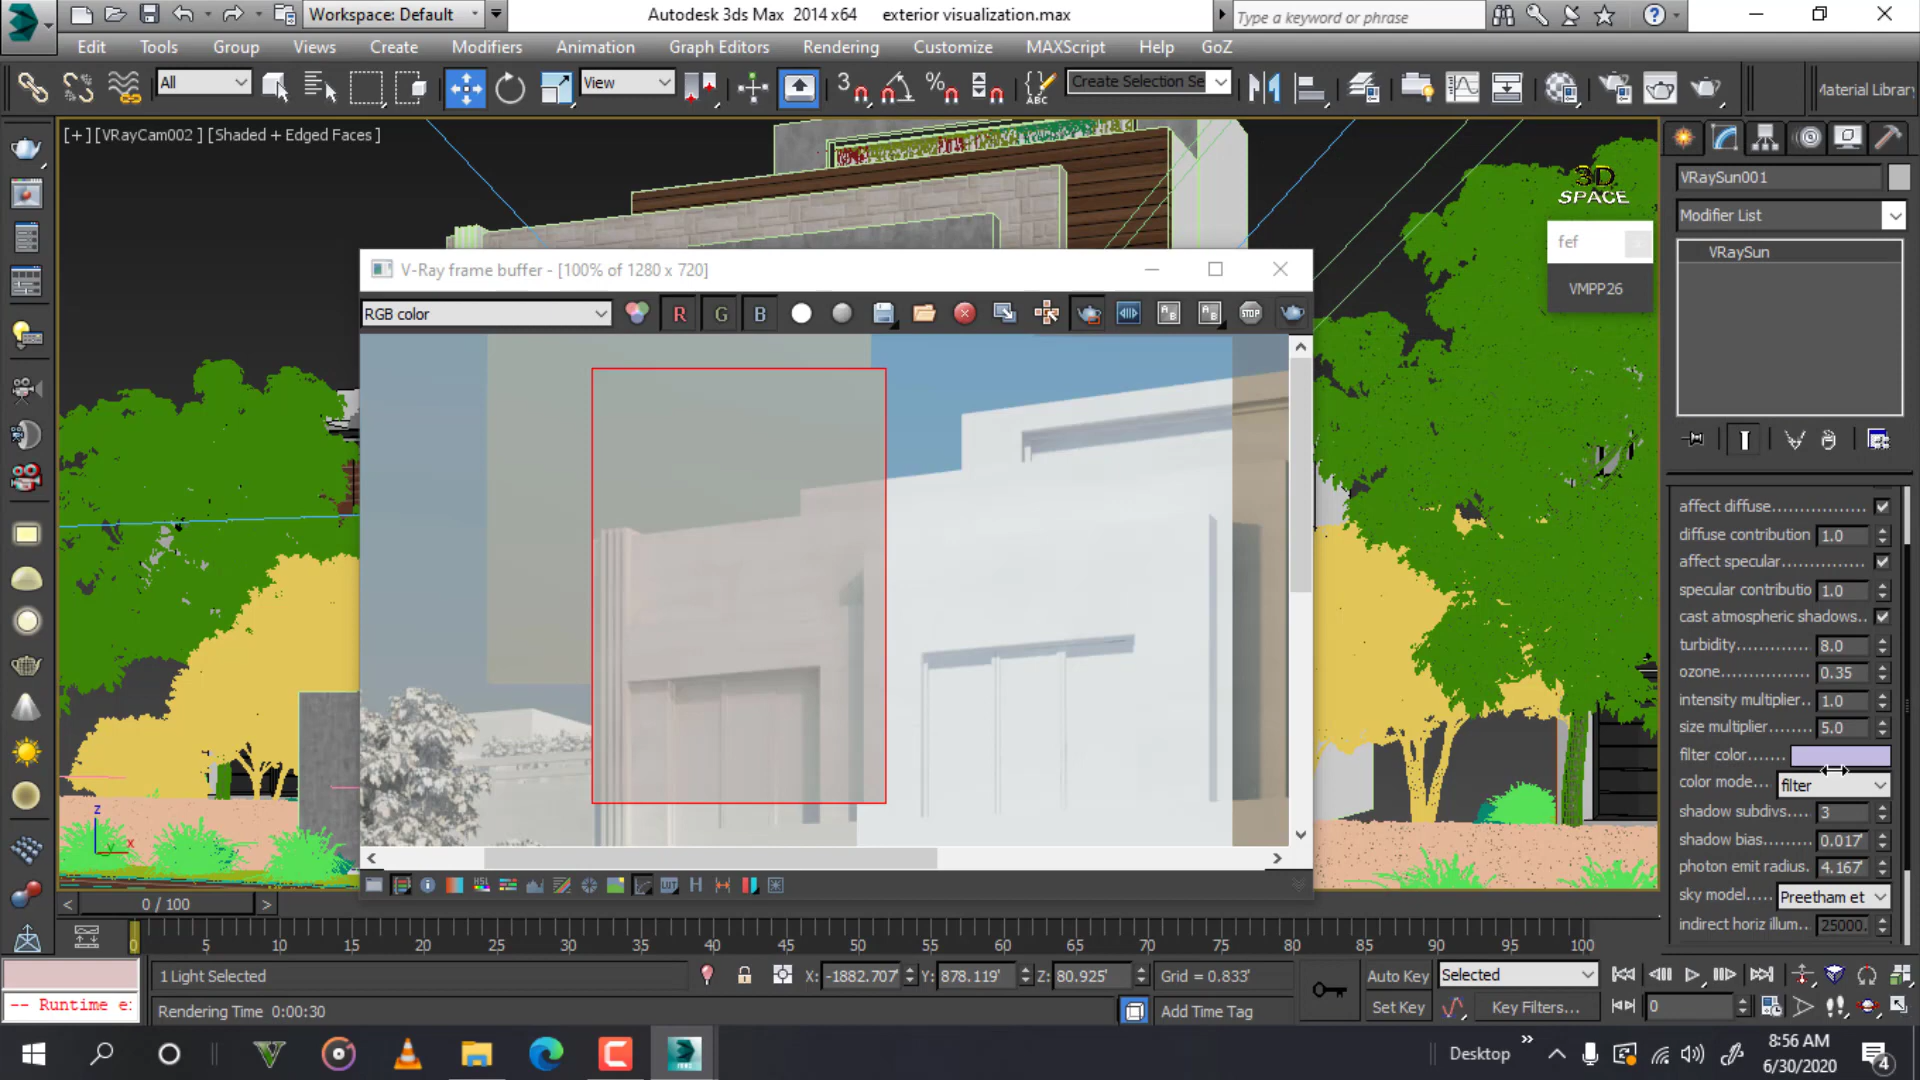 Workspace: Default
Autodesk 3ds Max 2014 x64 exterior visualization.max
Type a keyword or phrase
Edit Tools Group Views Create Modifiers Animation Graph Editors Rendering Customize MAXScript Help GoZ
All
View
3
%
ABC
Create Selection Se
Material Library
[+][VRayCam002 ] [Shaded + Edged Faces ]
3D
SPACE
fef
VMPP26
V-Ray frame buffer - [100% of 1280 x 720]
RGB color
R G B
STOP
HSL
LUT
H
VRaySun001
Modifier List
VRaySun
affect diffuse................
diffuse contribution 1.0
affect specular...............
specular contributio 1.0
cast atmospheric shadows..
turbidity............. 8.0
ozone............... 0.35
intensity multiplier.. 1.0
size multiplier........ 5.0
filter color.......
color mode... filter
shadow subdivs.... 3
shadow bias......... 0.017'
photon emit radius. 4.167'
sky model..... Preetham et
indirect horiz illum.. 25000.
z
x
y
< 0 / 100 >
0 5 10 15 20 25 30 35 40 45 50 55 60 65 70 75 80 85 90 95 100
1 Light Selected
X: -1882.707' Y: 878.119' Z: 80.925' Grid = 0.833'
Auto Key Selected
-- Runtime e:
Rendering Time 0:00:30
Add Time Tag
Set Key Key Filters...
0
Desktop
8:56 AM
6/30/2020
4